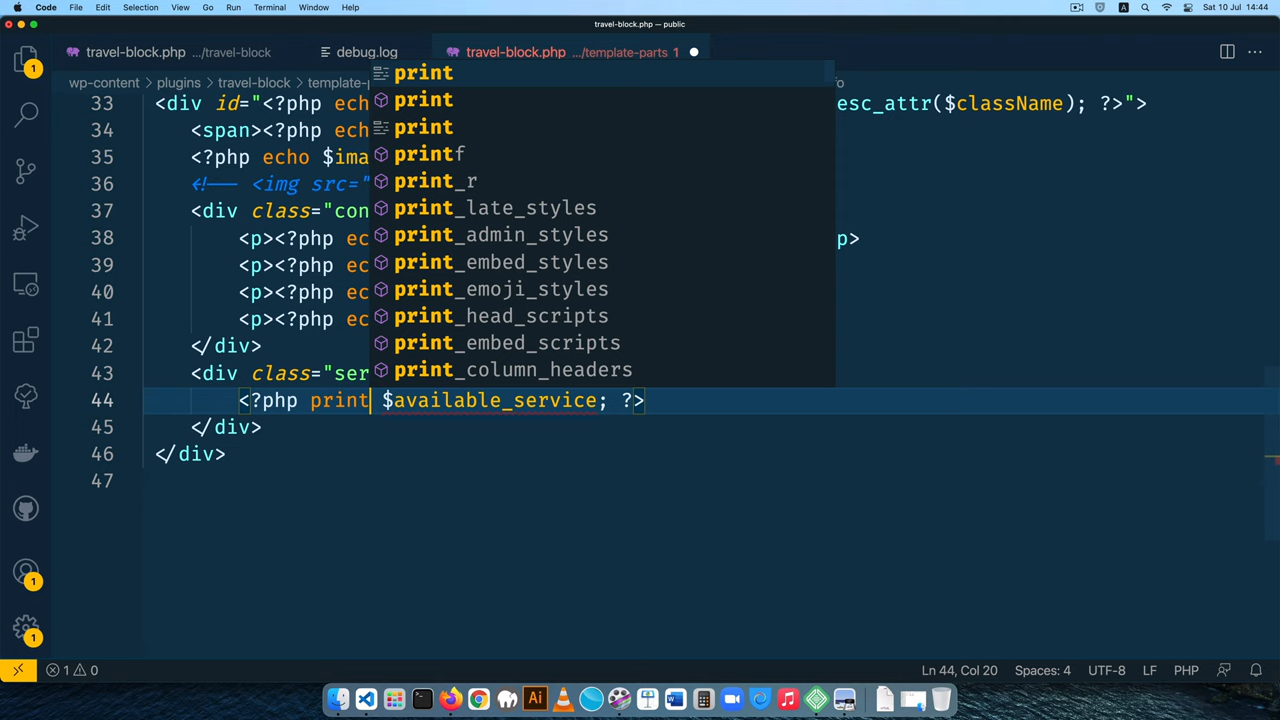 Code File Edit Selection View Go Run Terminal Window Help A Sat 10 Jul 14:44
travel-block.php — public
travel-block.php .../travel-block debug.log travel-block.php .../template-parts 1
wp-content > plugins > travel-block > template-p fo
33 <div id="<?php ech esc_attr($className); ?>">
34 <span><?php ech
35 <?php echo $ima
36 <!-- <img src="
37 <div class="con
38 <p><?php ec p>
39 <p><?php ec
40 <p><?php ec
41 <p><?php ec
42 </div>
43 <div class="ser
44 <?php print $available_service; ?>
45 </div>
46 </div>
47
print
print
print
printf
print_r
print_late_styles
print_admin_styles
print_embed_styles
print_emoji_styles
print_head_scripts
print_embed_scripts
print_column_headers
1
1
1
1 0 Ln 44, Col 20 Spaces: 4 UTF-8 LF PHP
Ai